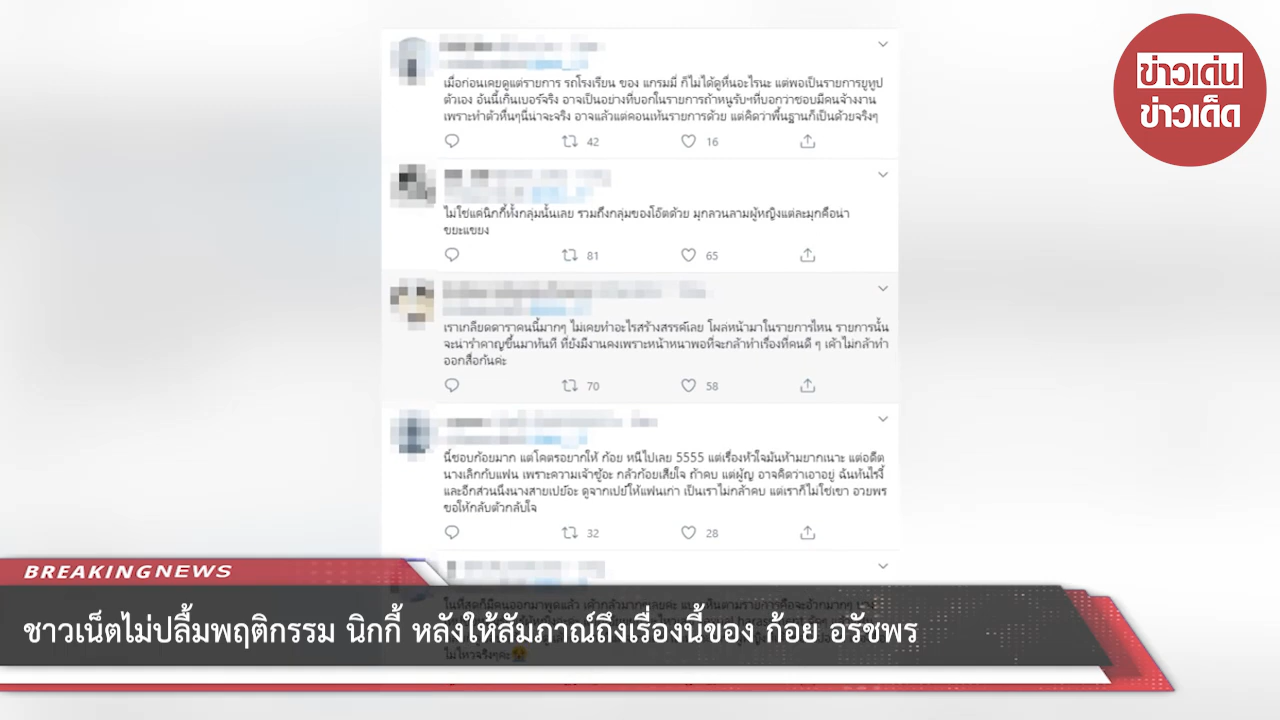 ข่าวเด่น
ข่าวเด็ด
เมื่อก่อนเคยดูแต่รายการ รถโรงเรียน ของ แกรมมี่ ก็ไม่ได้ดูหื่นอะไรนะ แต่พอเป็นรายการยูทูป
ตัวเอง อันนี้เกินเบอร์จริง อาจเป็นอย่างที่บอกในรายการถ้าหนูรับฯที่บอกว่าชอบมีคนจ้างงาน
เพราะทำตัวหื่นๆนี่น่าจะจริง อาจแล้วแต่คอนเท้นรายการด้วย แต่คิดว่าพื้นฐานก็เป็นด้วยจริงๆ
42 16
ไม่ใช่แค่นิกกี้ทั้งกลุ่มนั้นเลย รวมถึงกลุ่มของโอ๊ตด้วย มุกลวนลามผู้หญิงแต่ละมุกคือน่า
ขยะแขยง
81 65
เราเกลียดดาราคนนี้มากๆ ไม่เคยทำอะไรสร้างสรรค์เลย โผล่หน้ามาในรายการไหน รายการนั้น
จะน่ารำคาญขึ้นมาทันที ที่ยังมีงานคงเพราะหน้าหนาพอที่จะกล้าทำเรื่องที่คนดี ๆ เค้าไม่กล้าทำ
ออกสื่อกันค่ะ
70 58
นี่ชอบก้อยมาก แต่โคตรอยากให้ ก้อย หนีไปเลย 5555 แต่เรื่องหัวใจมันห้ามยากเนาะ แต่อดีต
นางเลิกกับแฟน เพราะความเจ้าชู้อะ กลัวก้อยเสียใจ ถ้าคบ แต่ผู้ญ อาจคิดว่าเอาอยู่ ฉันหันไรงี้
และอีกส่วนนึงนางสายเปย์อะ ดูจากเปย์ให้แฟนเก่า เป็นเราไม่กล้าคบ แต่เราก็ไม่ใช่เขา อวยพร
ขอให้กลับตัวกลับใจ
32 28
BREAKING NEWS
ชาวเน็ตไม่ปลื้มพฤติกรรม นิกกี้ หลังให้สัมภาณ์ถึงเรื่องนี้ของ ก้อย อรัชพร
ไม่ไหวจริงๆค่ะ